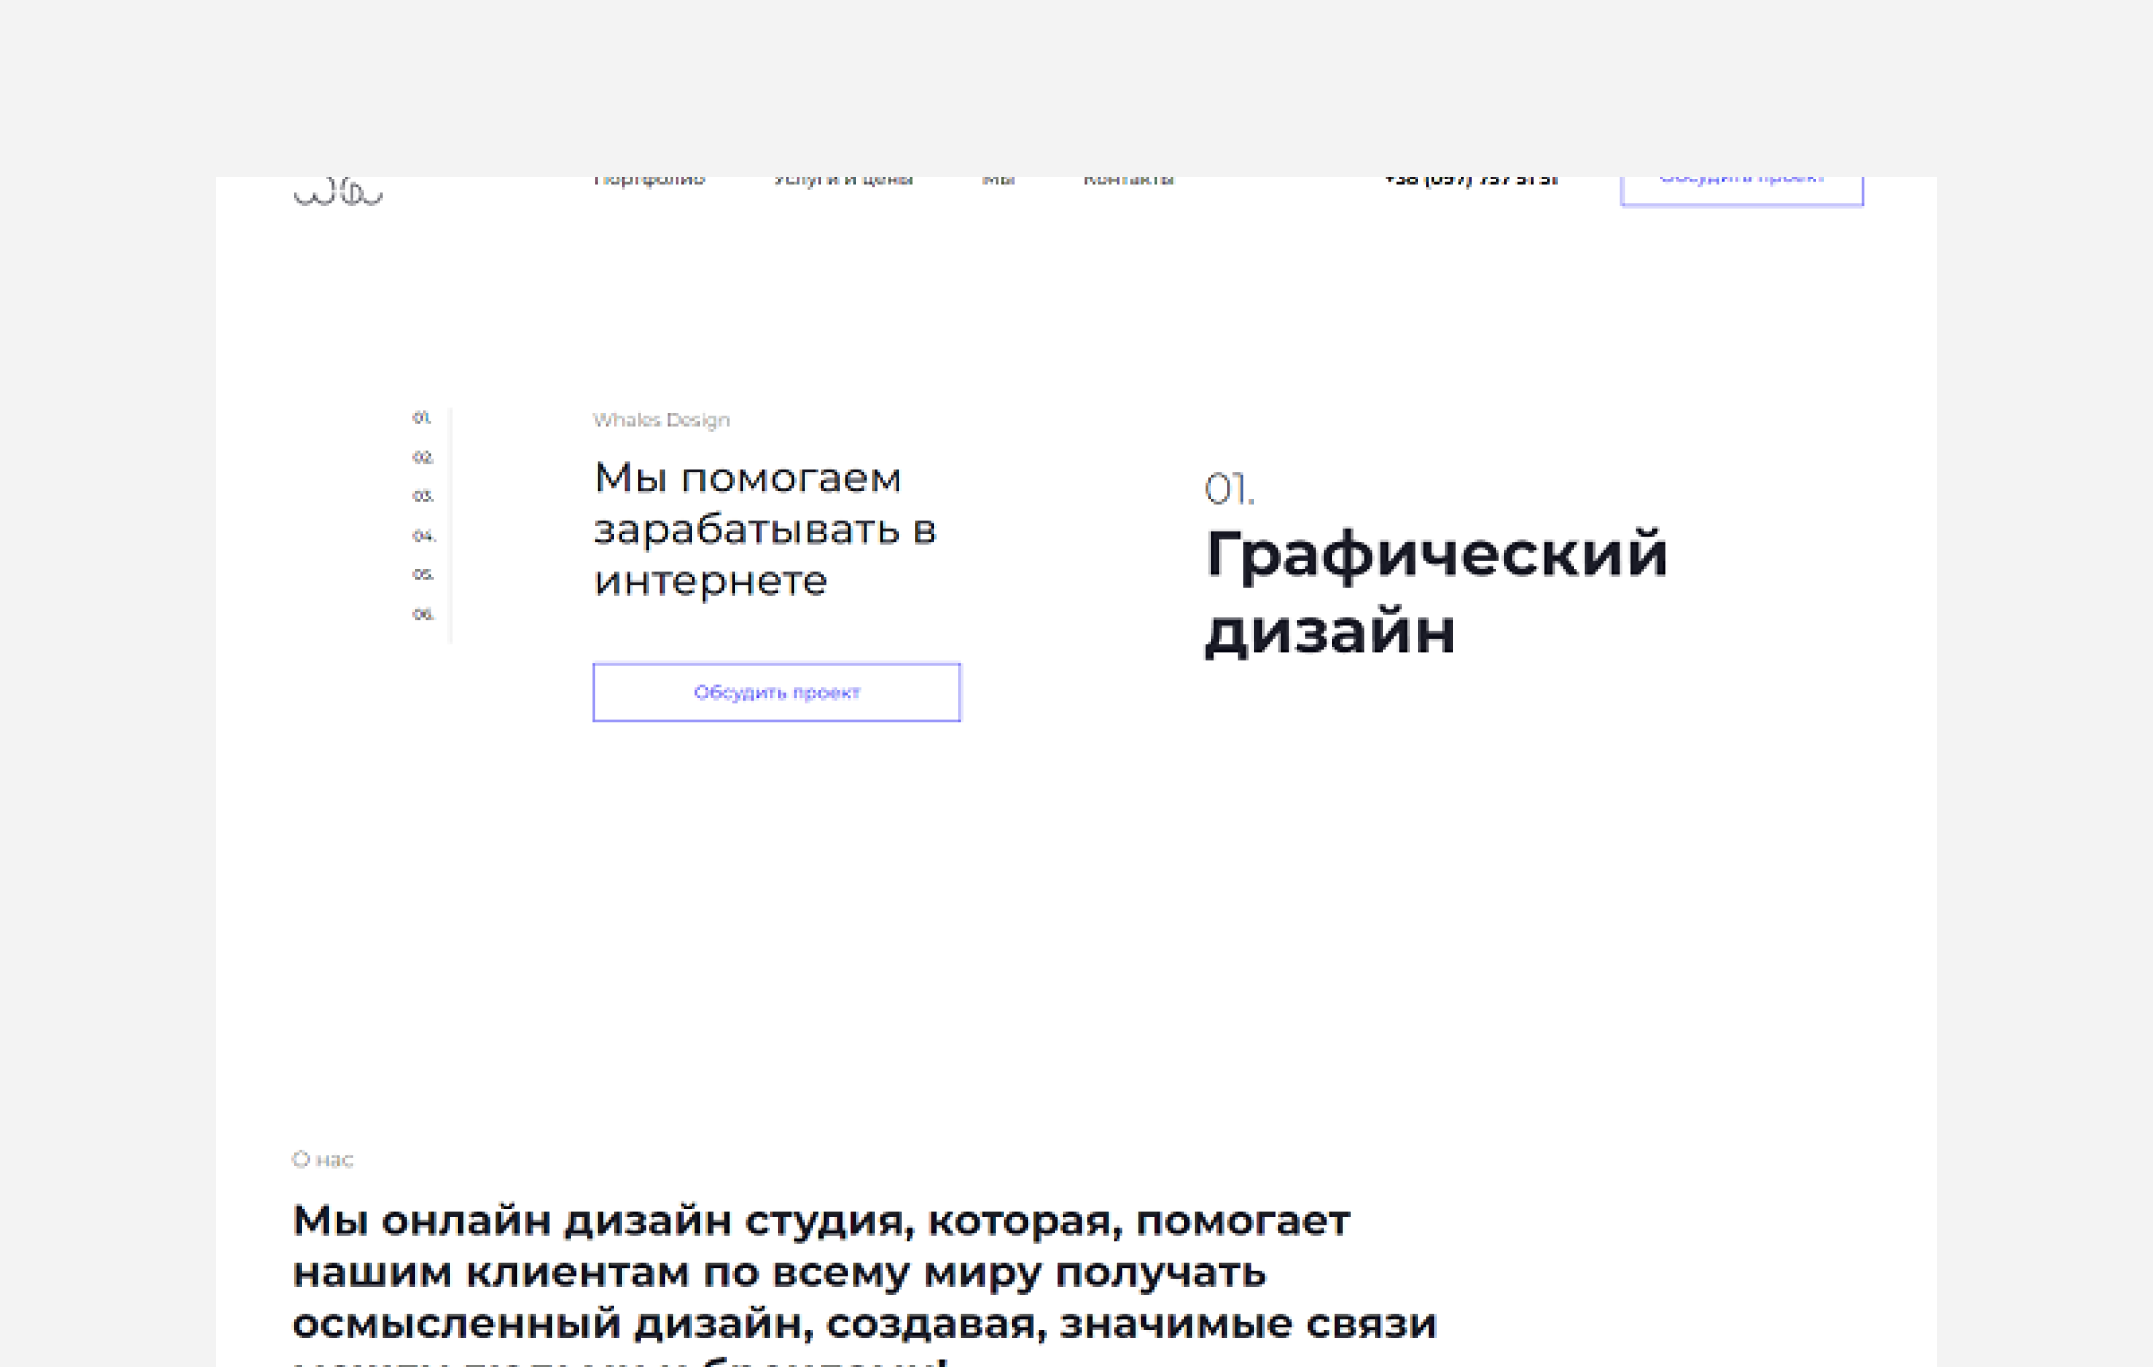 Портфолио Услуги и цены Мы Контакты +38 (097) 757 51 51 Обсудить проект
01.
02.
03.
04.
05.
06.
Whales Design
Мы помогаем
зарабатывать в
интернете
Обсудить проект
01.
Графический
дизайн
О нас
Мы онлайн дизайн студия, которая, помогает
нашим клиентам по всему миру получать
осмысленный дизайн, создавая, значимые связи